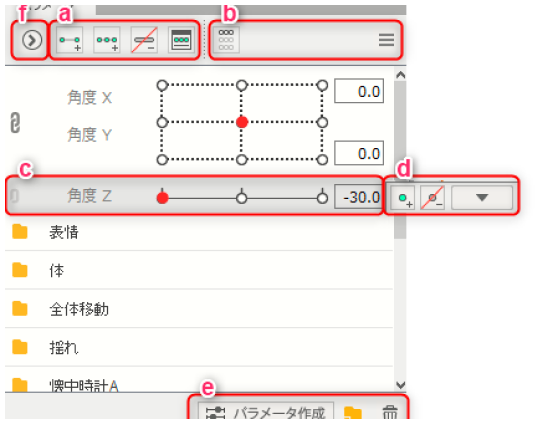 f a b
角度 X 0.0
角度 Y
0.0
c d
角度 Z -30.0
表情
体
全体移動
揺れ
懐中時計A
e
パラメータ作成